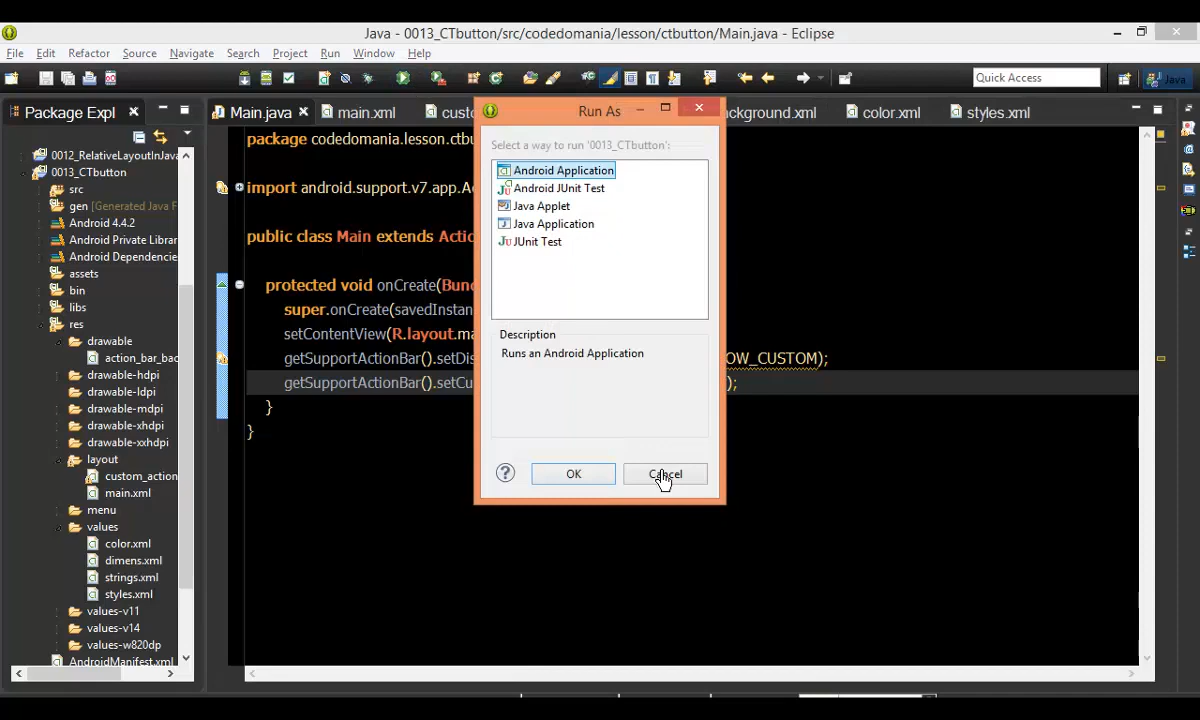 Java - 0013_CTbutton/src/codedomania/lesson/ctbutton/Main.java - Eclipse
File Edit Refactor Source Navigate Search Project Run Window Help
Quick Access
Java
Package Expl
Main.java
main.xml
custo
ckground.xml
color.xml
styles.xml
0012_RelativeLayoutInJava
0013_CTbutton
src
gen [Generated Java F
Android 4.4.2
Android Private Librar
Android Dependencie
assets
bin
libs
res
drawable
action_bar_bac
drawable-hdpi
drawable-ldpi
drawable-mdpi
drawable-xhdpi
drawable-xxhdpi
layout
custom_action
main.xml
menu
values
color.xml
dimens.xml
strings.xml
styles.xml
values-v11
values-v14
values-w820dp
AndroidManifest.xml
package codedomania.lesson.ctbu
import android.support.v7.app.Ac
public class Main extends Actio
protected void onCreate(Bunc
super.onCreate(savedInstan
setContentView(R.layout.ma
getSupportActionBar().setDis
OW_CUSTOM);
getSupportActionBar().setCu
);
}
}
Run As
Select a way to run '0013_CTbutton':
Android Application
Android JUnit Test
Java Applet
Java Application
JUnit Test
Description
Runs an Android Application
OK
Cancel